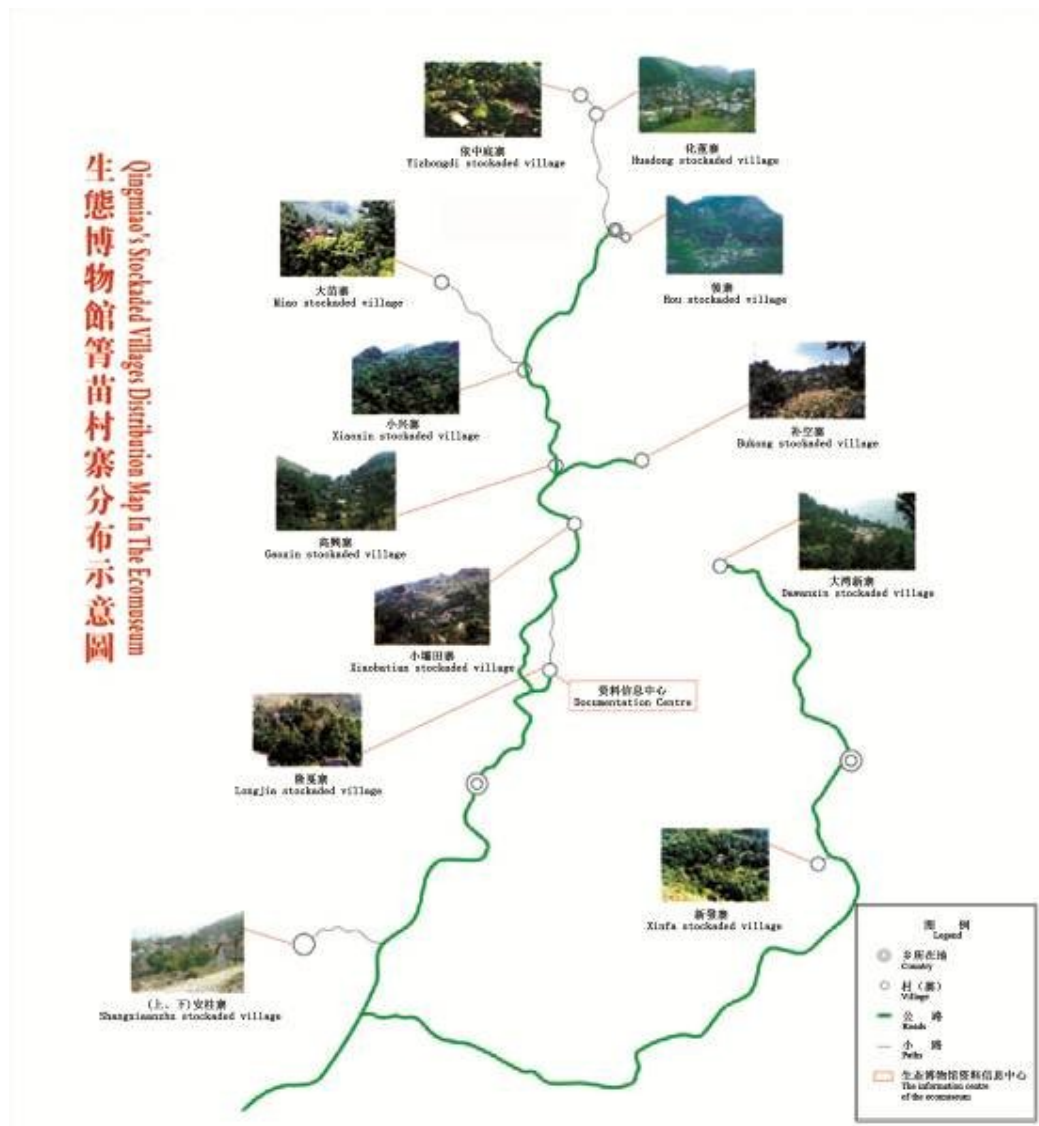 生態博物館箐苗村寨分布示意圖
Qingmiao's Stockaded Villages Distribution Map In The Ecomuseum
依中底寨
Yizhongdi stockaded village
化董寨
Huadong stockaded village
大苗寨
Miao stockaded village
Hou stockaded village
小兴寨
Xiaoxin stockaded village
补空寨
Bukong stockaded village
高興寨
Gaoxin stockaded village
大湾新寨
Dawanxin stockaded village
小壩田寨
Xiaobatian stockaded village
资料信息中心
Documentation Centre
隆戛寨
Longjia stockaded village
新發寨
Xinfa stockaded village
(上、下)安柱寨
Shangxiaanzhu stockaded village
图 例
Legend
乡所在地
Country
村（寨）
Village
公 路
Roads
小 路
Paths
生态博物馆资料信息中心
The information centre
of the ecomuseum